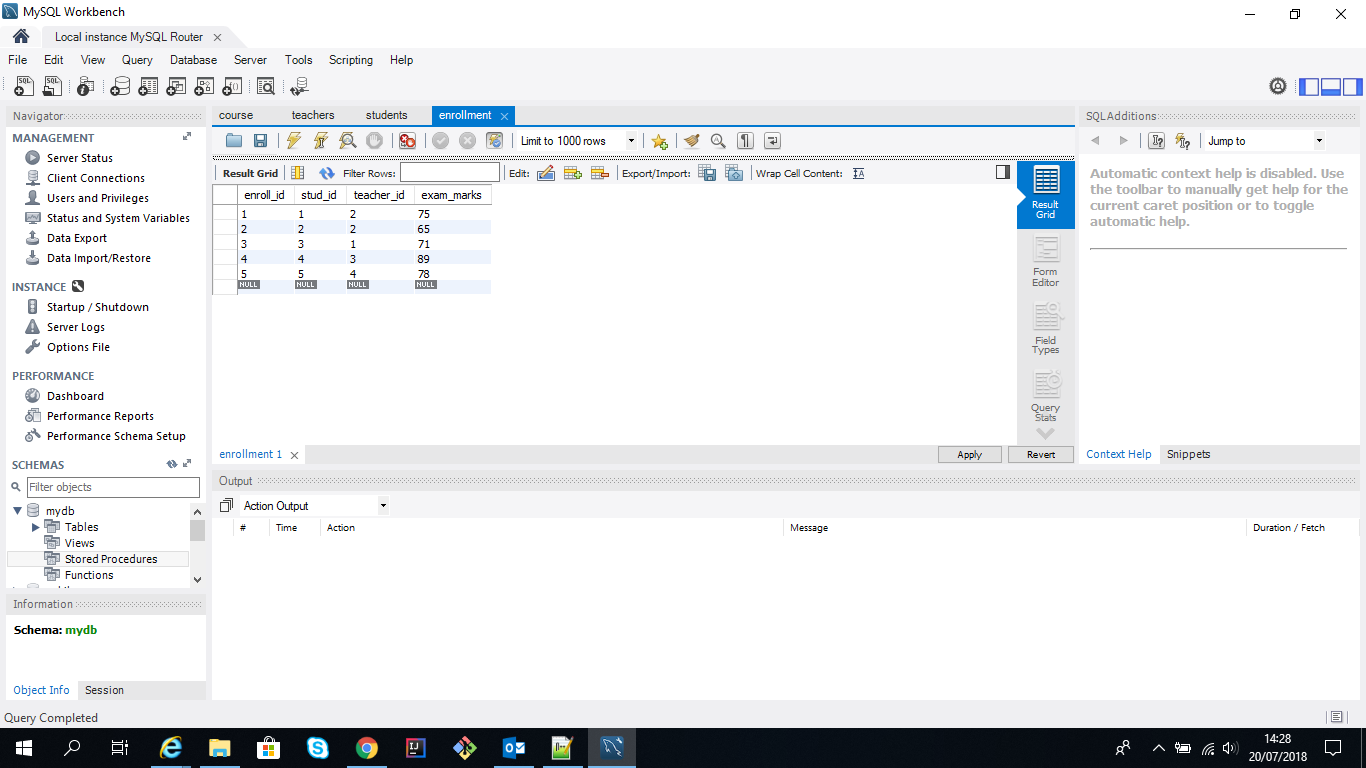 MySQL Workbench
Local instance MySQL Router
File Edit View Query Database Server Tools Scripting Help
Navigator
MANAGEMENT
Server Status
Client Connections
Users and Privileges
Status and System Variables
Data Export
Data Import/Restore
INSTANCE
Startup / Shutdown
Server Logs
Options File
PERFORMANCE
Dashboard
Performance Reports
Performance Schema Setup
SCHEMAS
Filter objects
mydb
Tables
Views
Stored Procedures
Functions
Information
Schema: mydb
Object Info Session
course teachers students enrollment
Limit to 1000 rows
Result Grid Filter Rows: Edit: Export/Import: Wrap Cell Content:
enroll_id stud_id teacher_id exam_marks
1 1 2 75
2 2 2 65
3 3 1 71
4 4 3 89
5 5 4 78
NULL NULL NULL NULL
Result
Grid
Form
Editor
Field
Types
Query
Stats
enrollment 1
Apply Revert
Output
Action Output
# Time Action Message Duration / Fetch
SQLAdditions
Jump to
Automatic context help is disabled. Use
the toolbar to manually get help for the
current caret position or to toggle
automatic help.
Context Help Snippets
Query Completed
14:28
20/07/2018